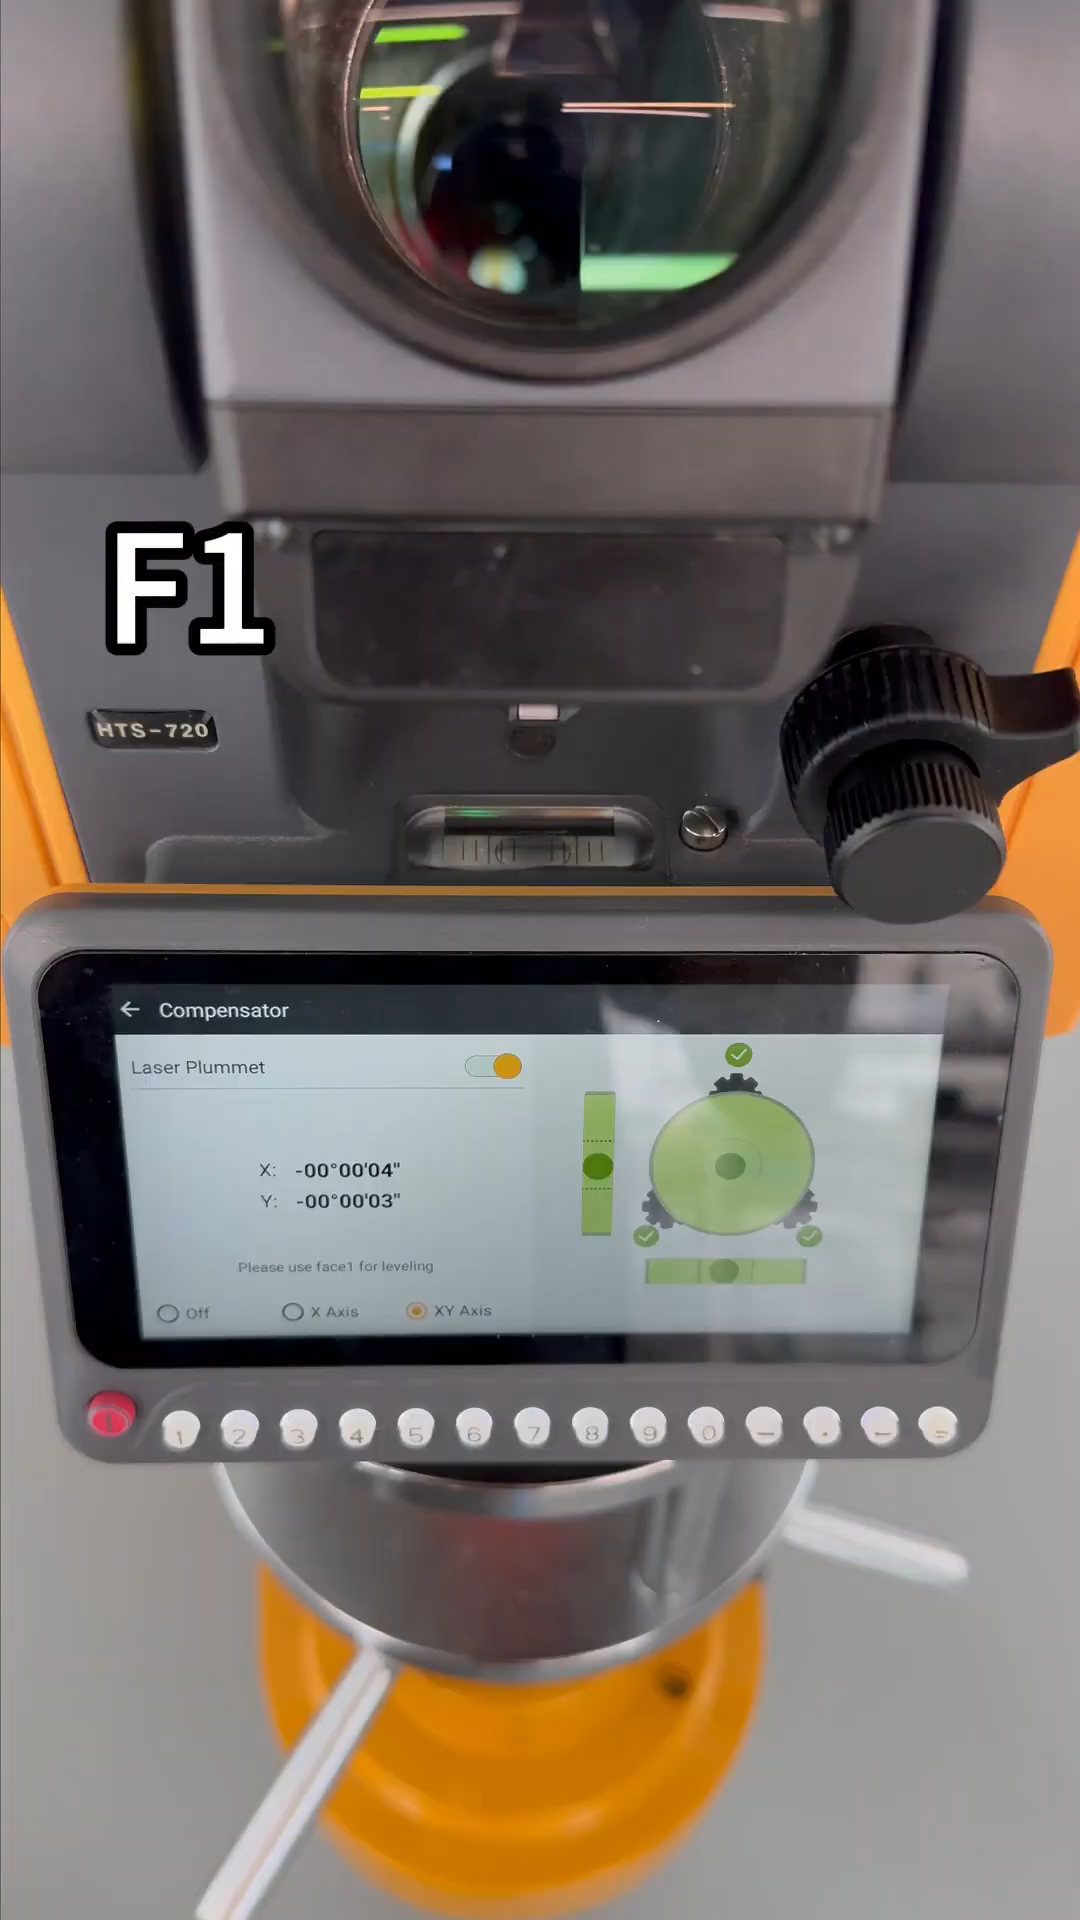 F1
HTS-720
← Compensator
Laser Plummet
X: -00°00'04"
Y: -00°00'03"
Please use face1 for leveling
Off X Axis XY Axis
1 2 3 4 5 6 7 8 9 0 - . ← =